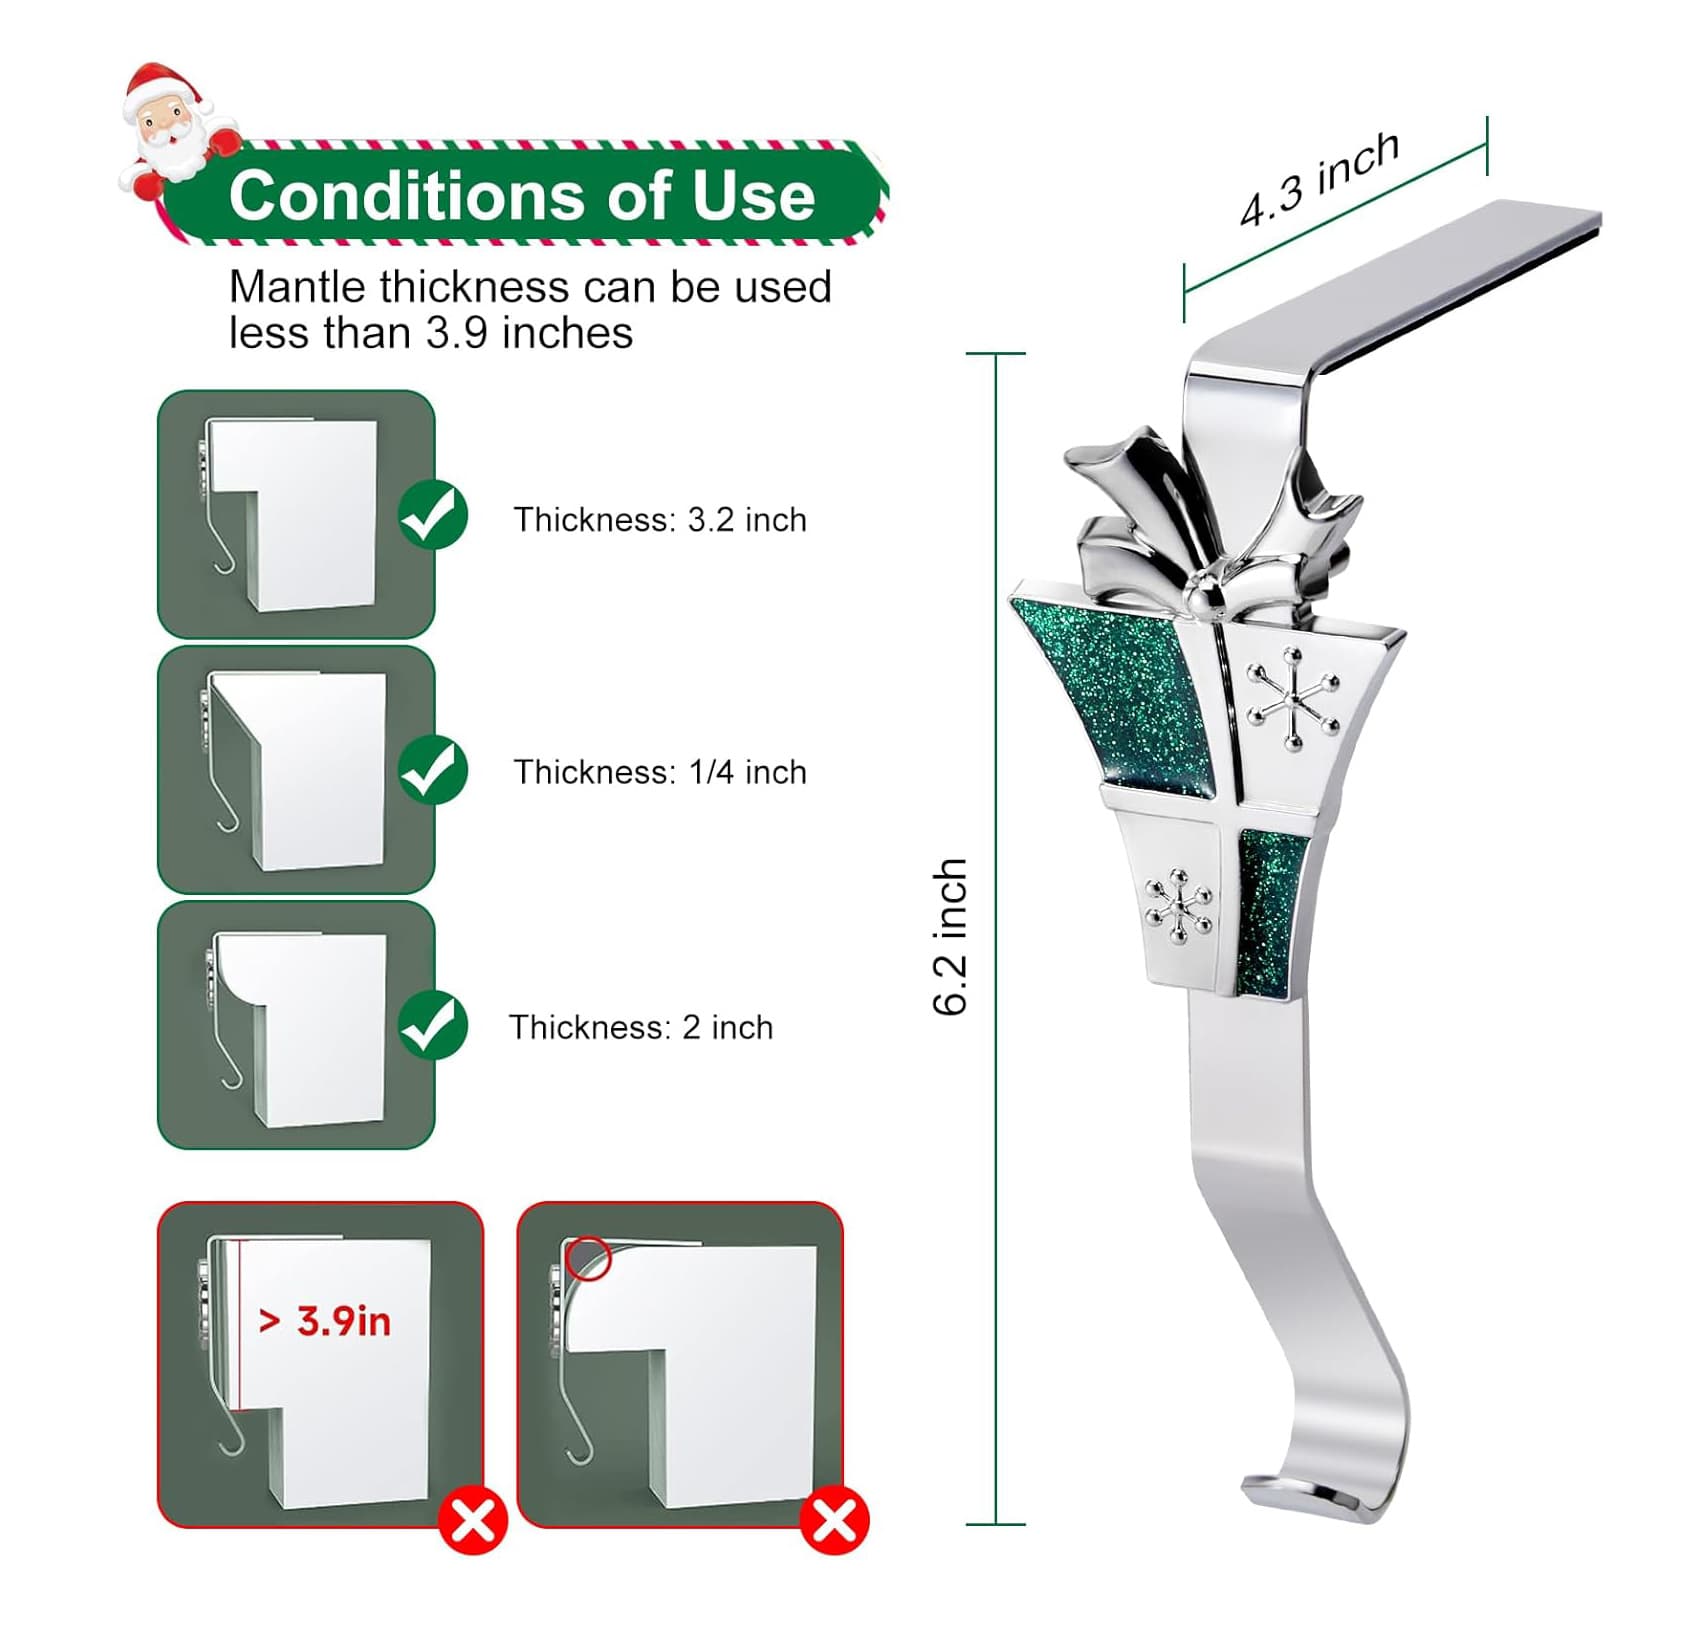 Conditions of Use
Mantle thickness can be used
less than 3.9 inches
Thickness: 3.2 inch
Thickness: 1/4 inch
Thickness: 2 inch
> 3.9in
4.3 inch
6.2 inch